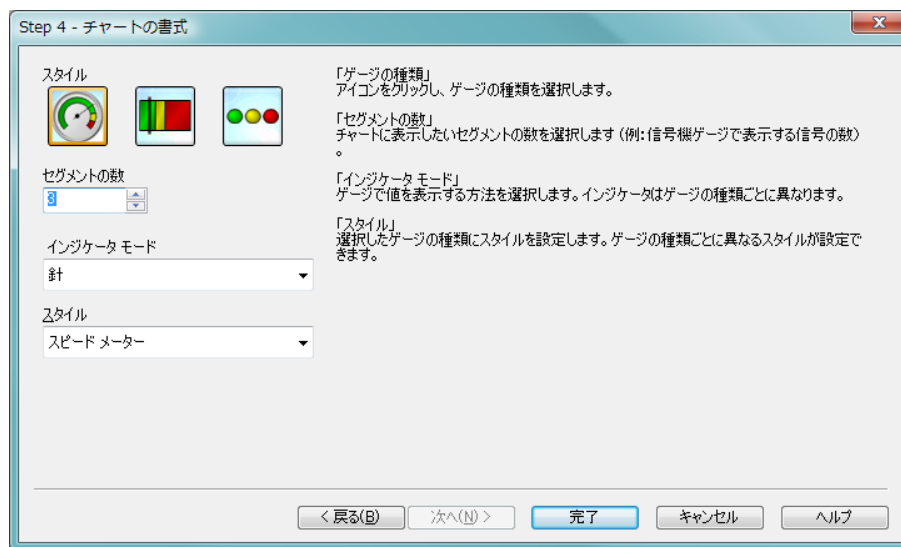 Step 4 - チャートの書式
スタイル
セグメントの数
3
インジケータ モード
針
スタイル
スピード メーター
「ゲージの種類」
アイコンをクリックし、ゲージの種類を選択します。
「セグメントの数」
チャートに表示したいセグメントの数を選択します(例:信号機ゲージで表示する信号の数)
。
「インジケータ モード」
ゲージで値を表示する方法を選択します。インジケータはゲージの種類ごとに異なります。
「スタイル」
選択したゲージの種類にスタイルを設定します。ゲージの種類ごとに異なるスタイルが設定で
きます。
< 戻る(B)
次へ(N) >
完了
キャンセル
ヘルプ